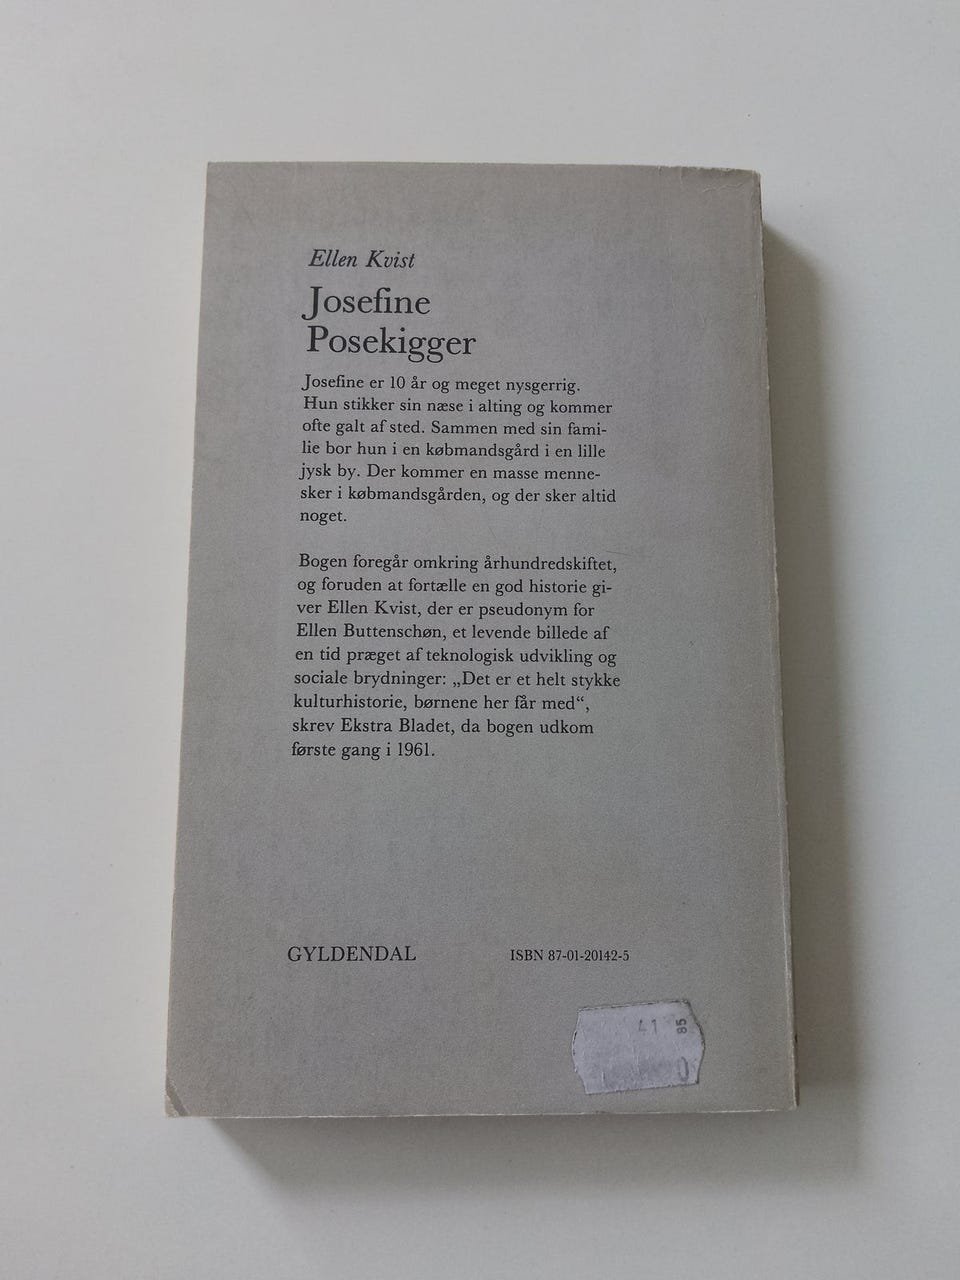 Ellen Kvist
Josefine
Posekigger
Josefine er 10 år og meget nysgerrig.
Hun stikker sin næse i alting og kommer
ofte galt af sted. Sammen med sin fami-
lie bor hun i en købmandsgård i en lille
jysk by. Der kommer en masse menne-
sker i købmandsgården, og der sker altid
noget.
Bogen foregår omkring århundredskiftet,
og foruden at fortælle en god historie gi-
ver Ellen Kvist, der er pseudonym for
Ellen Buttenschøn, et levende billede af
en tid præget af teknologisk udvikling og
sociale brydninger: „Det er et helt stykke
kulturhistorie, børnene her får med“,
skrev Ekstra Bladet, da bogen udkom
første gang i 1961.
GYLDENDAL ISBN 87-01-20142-5
41 85
0